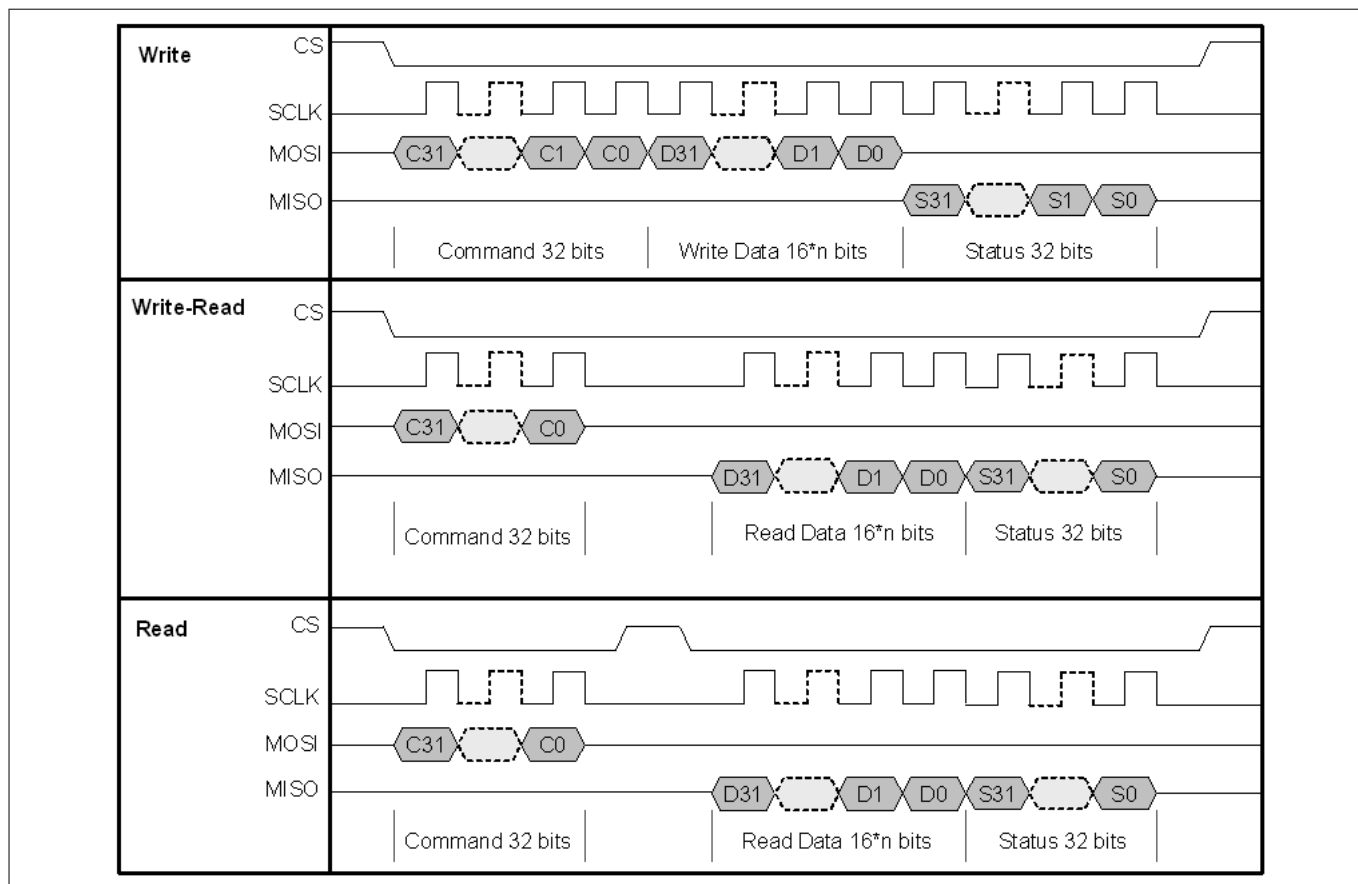 Write
CS
SCLK
MOSI C31 C1 C0 D31 D1 D0
MISO S31 S1 S0
Command 32 bits Write Data 16*n bits Status 32 bits
Write-Read
CS
SCLK
MOSI C31 C0
MISO D31 D1 D0 S31 S0
Command 32 bits Read Data 16*n bits Status 32 bits
Read
CS
SCLK
MOSI C31 C0
MISO D31 D1 D0 S31 S0
Command 32 bits Read Data 16*n bits Status 32 bits